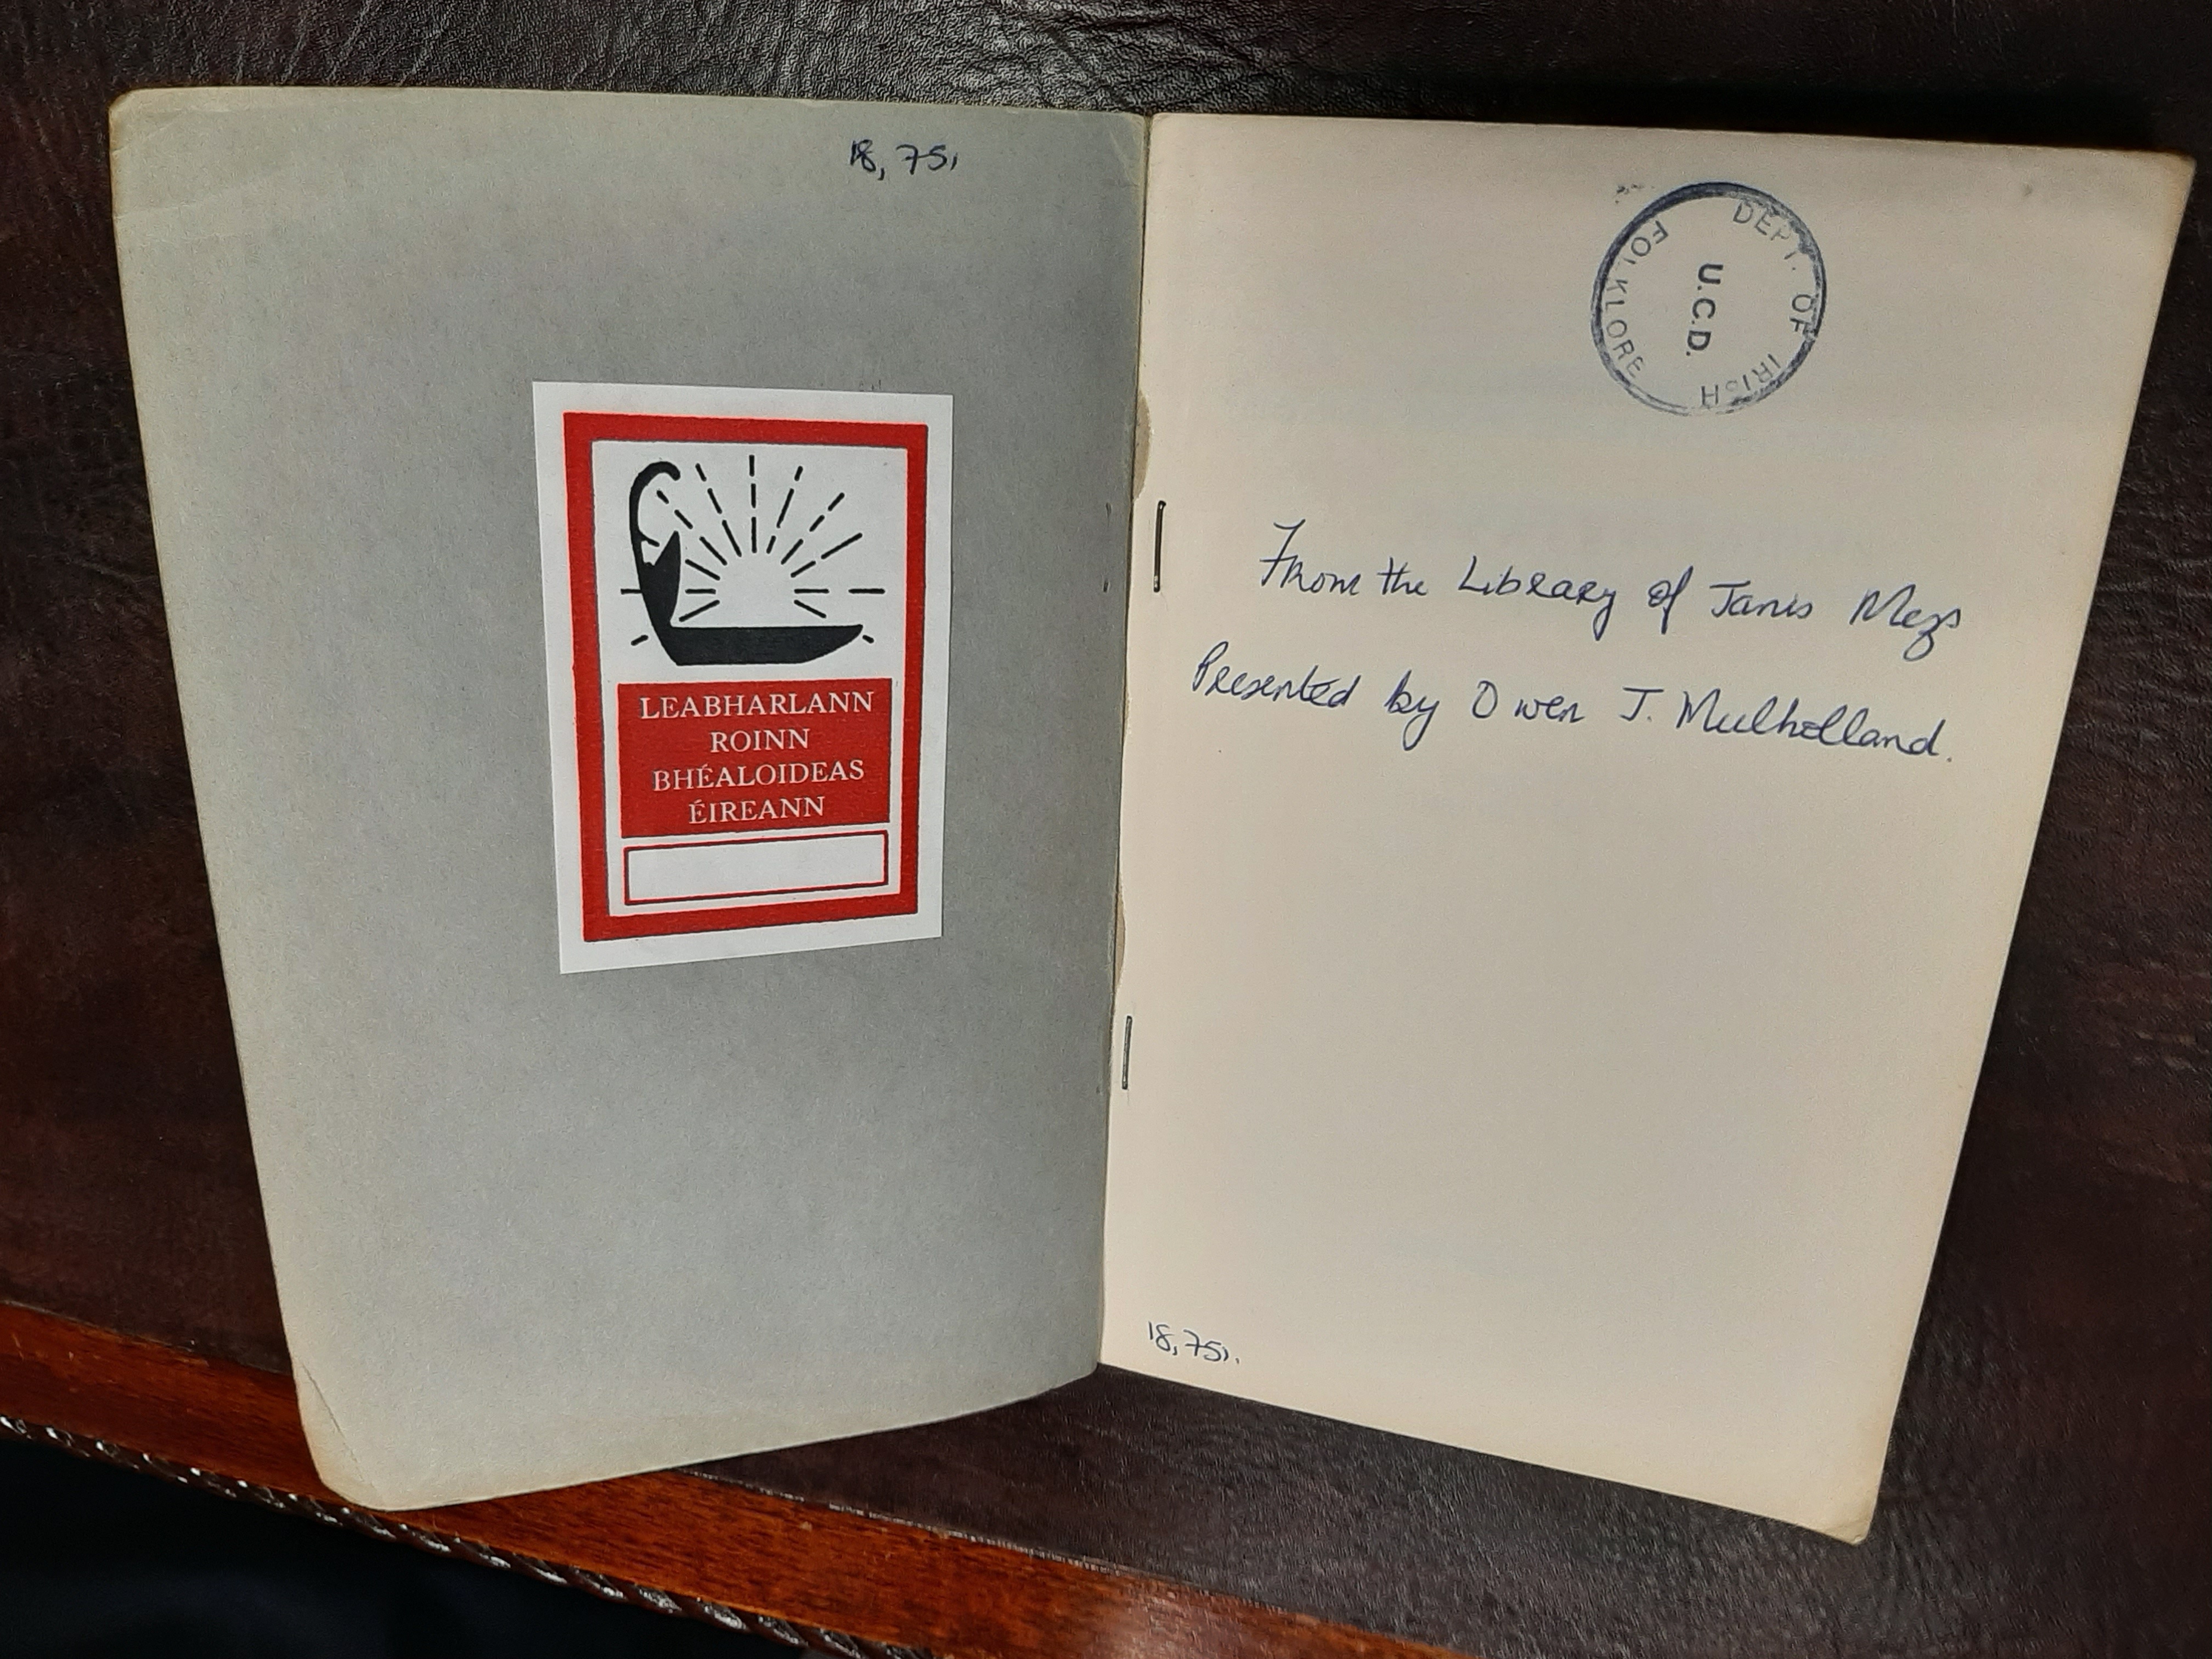 18,751
LEABHARLANN
ROINN
BHÉALOIDEAS
ÉIREANN
DEPT. OF IRISH FOLKLORE
U.C.D.
From the Library of Janis Mezs
Presented by Owen J. Mulholland.
18,751.